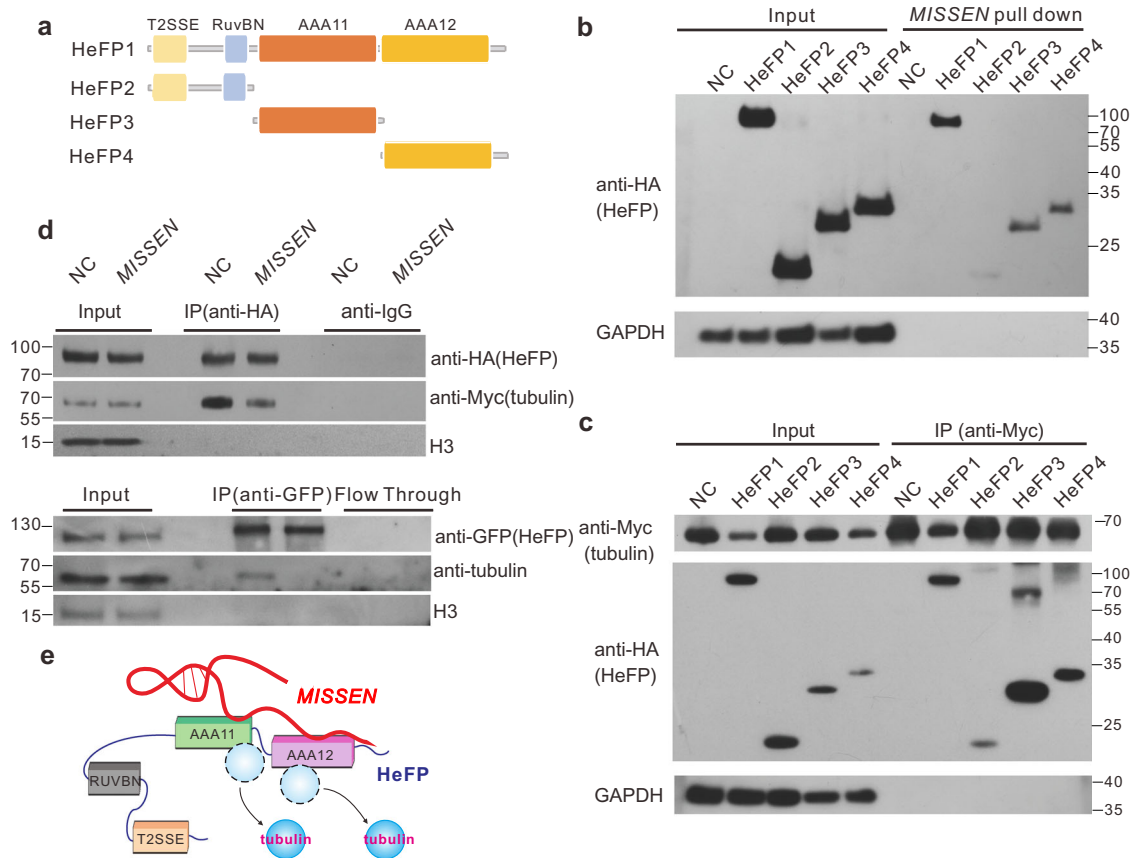 a
T2SSE RuvBN AAA11 AAA12
HeFP1
HeFP2
HeFP3
HeFP4
b
Input MISSEN pull down
NC HeFP1 HeFP2 HeFP3 HeFP4 NC HeFP1 HeFP2 HeFP3 HeFP4
anti-HA
(HeFP)
100
70
55
40
35
25
GAPDH
40
35
c
Input IP (anti-Myc)
NC HeFP1 HeFP2 HeFP3 HeFP4 NC HeFP1 HeFP2 HeFP3 HeFP4
anti-Myc
(tubulin)
70
anti-HA
(HeFP)
100
70
55
40
35
25
GAPDH
40
35
d
NC MISSEN NC MISSEN NC MISSEN
Input IP(anti-HA) anti-IgG
100
70
anti-HA(HeFP)
70
55
anti-Myc(tubulin)
15
H3
Input IP(anti-GFP) Flow Through
130
anti-GFP(HeFP)
70
55
anti-tubulin
15
H3
e
MISSEN
AAA11
AAA12
HeFP
RUVBN
T2SSE
tubulin tubulin